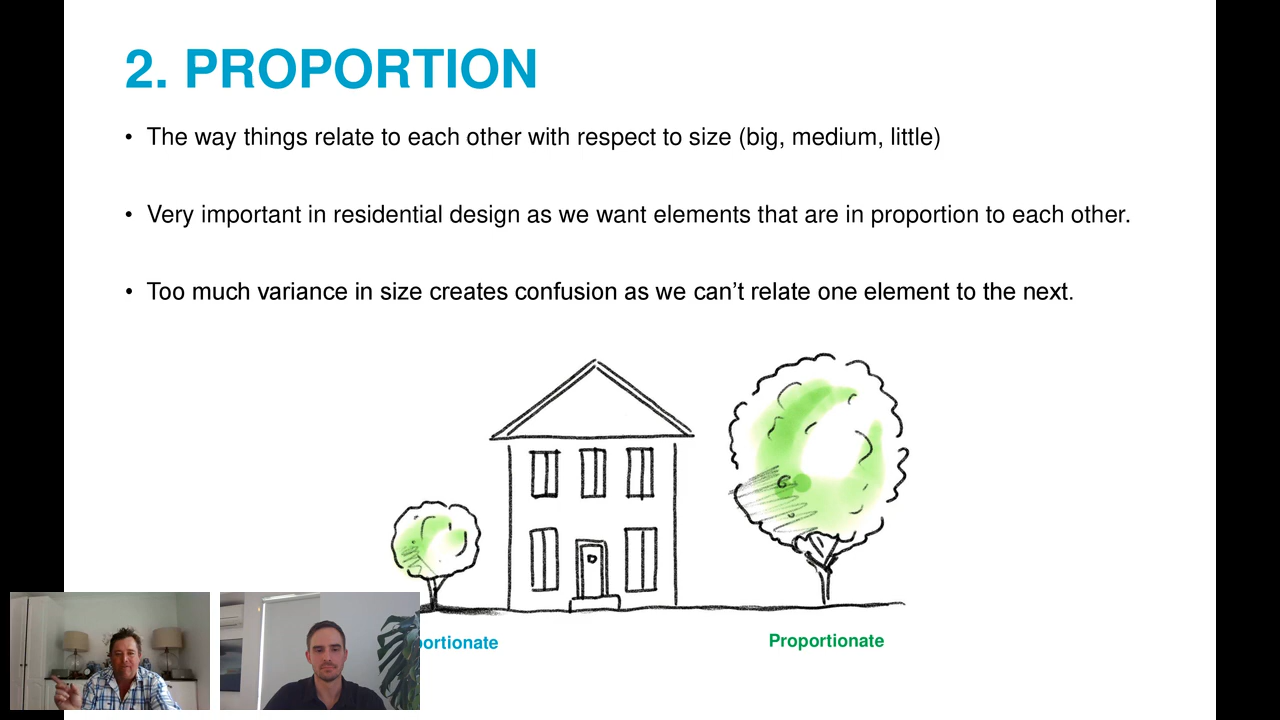 2. PROPORTION
• The way things relate to each other with respect to size (big, medium, little)
• Very important in residential design as we want elements that are in proportion to each other.
• Too much variance in size creates confusion as we can’t relate one element to the next.
Proportionate